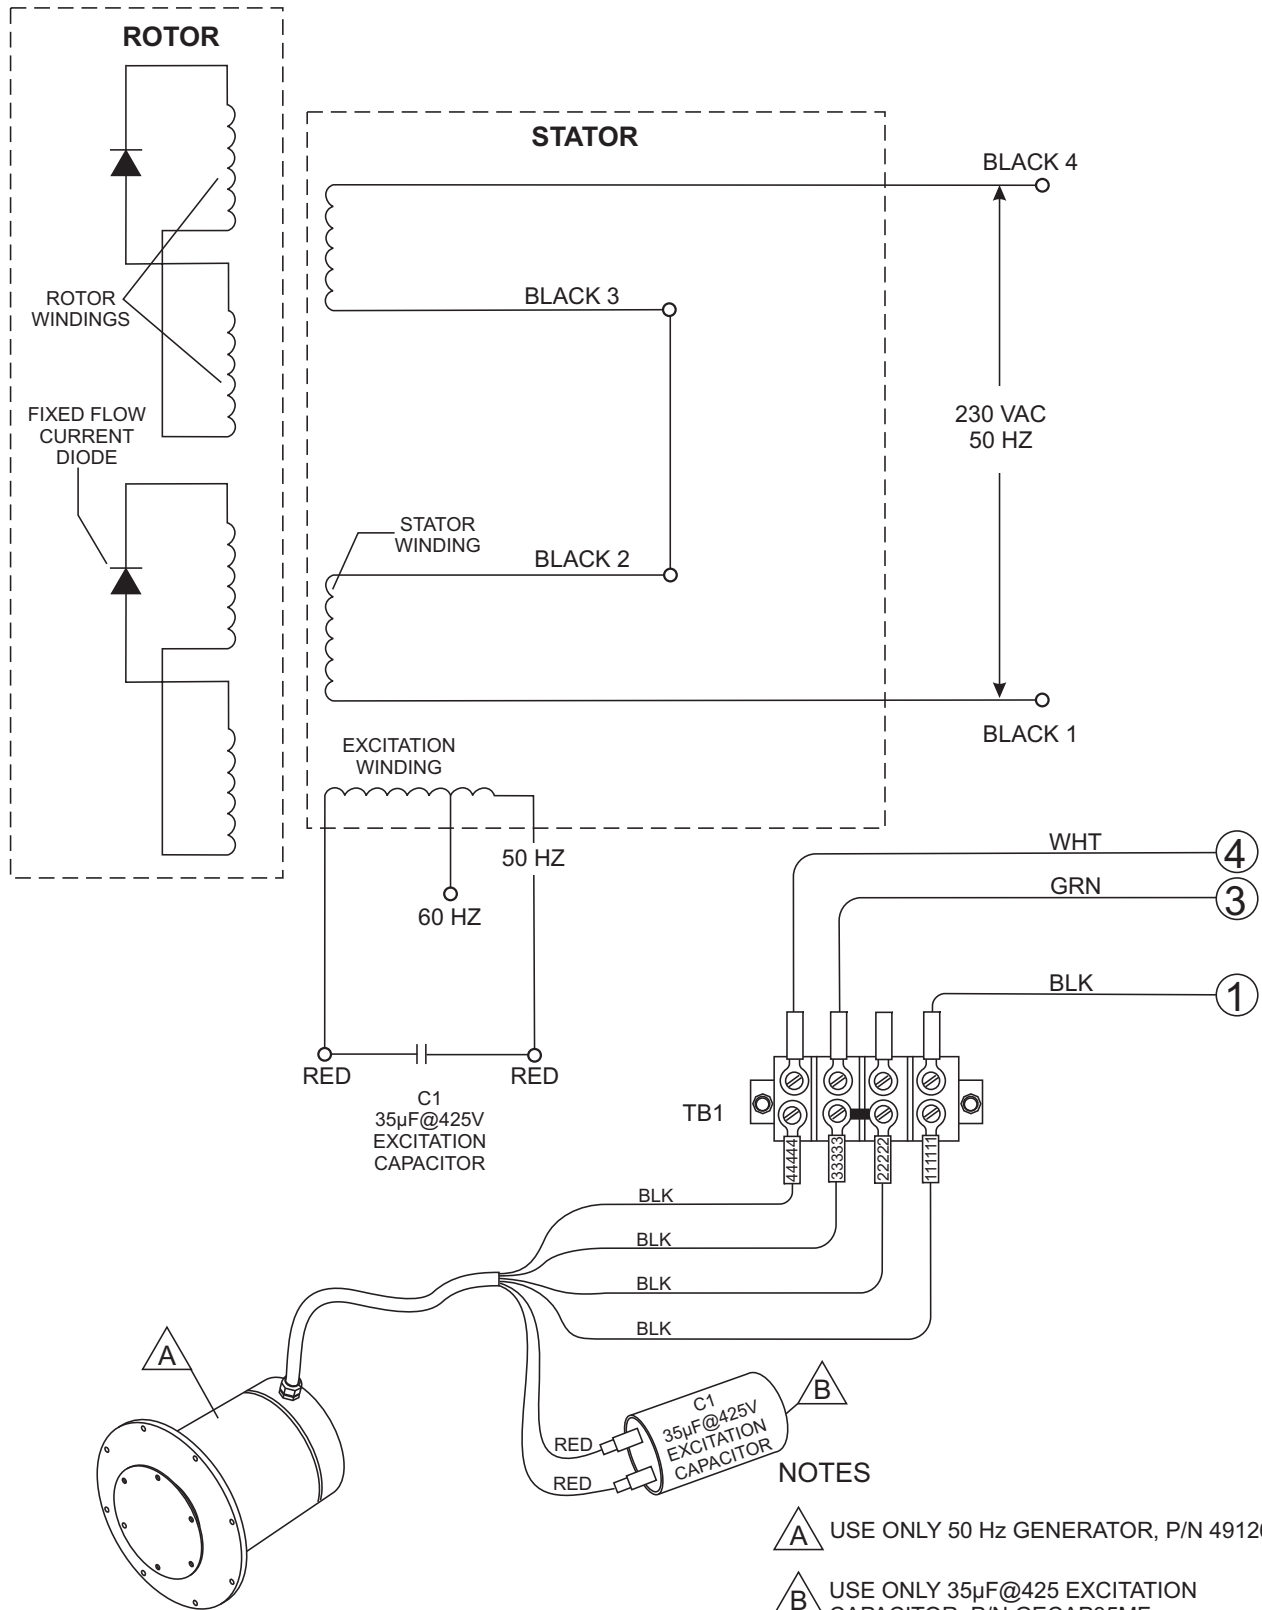 ROTOR
STATOR
BLACK 4
BLACK 3
ROTOR
WINDINGS
230 VAC
50 HZ
FIXED FLOW
CURRENT
DIODE
STATOR
WINDING
BLACK 2
BLACK 1
EXCITATION
WINDING
50 HZ
60 HZ
WHT
4
GRN
3
BLK
1
RED
RED
C1
35µF@425V
EXCITATION
CAPACITOR
TB1
44444
33333
22222
111111
BLK
BLK
BLK
BLK
A
B
C1
35µF@425V
EXCITATION
CAPACITOR
RED
RED
NOTES
A USE ONLY 50 Hz GENERATOR, P/N
B USE ONLY 35µF@425 EXCITATION
CAPACITOR, P/N GECAP35MF